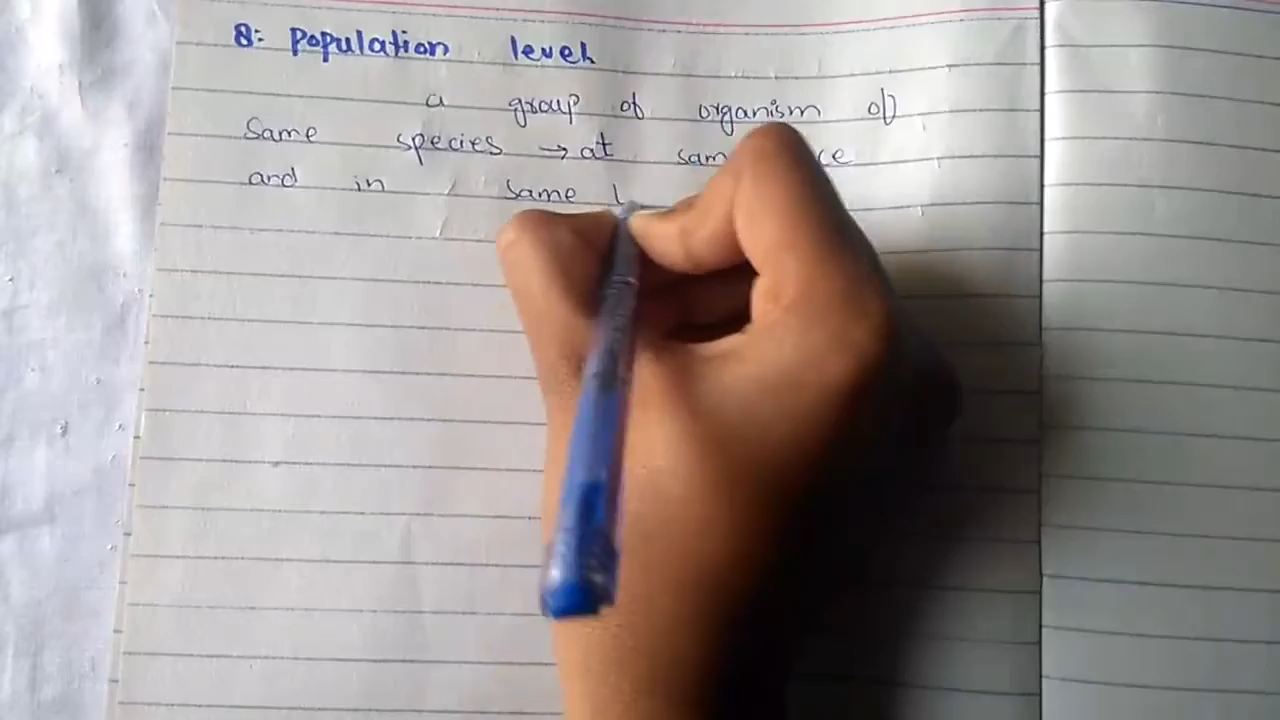 8: Population level
a group of organism of
Same species → at
and in same